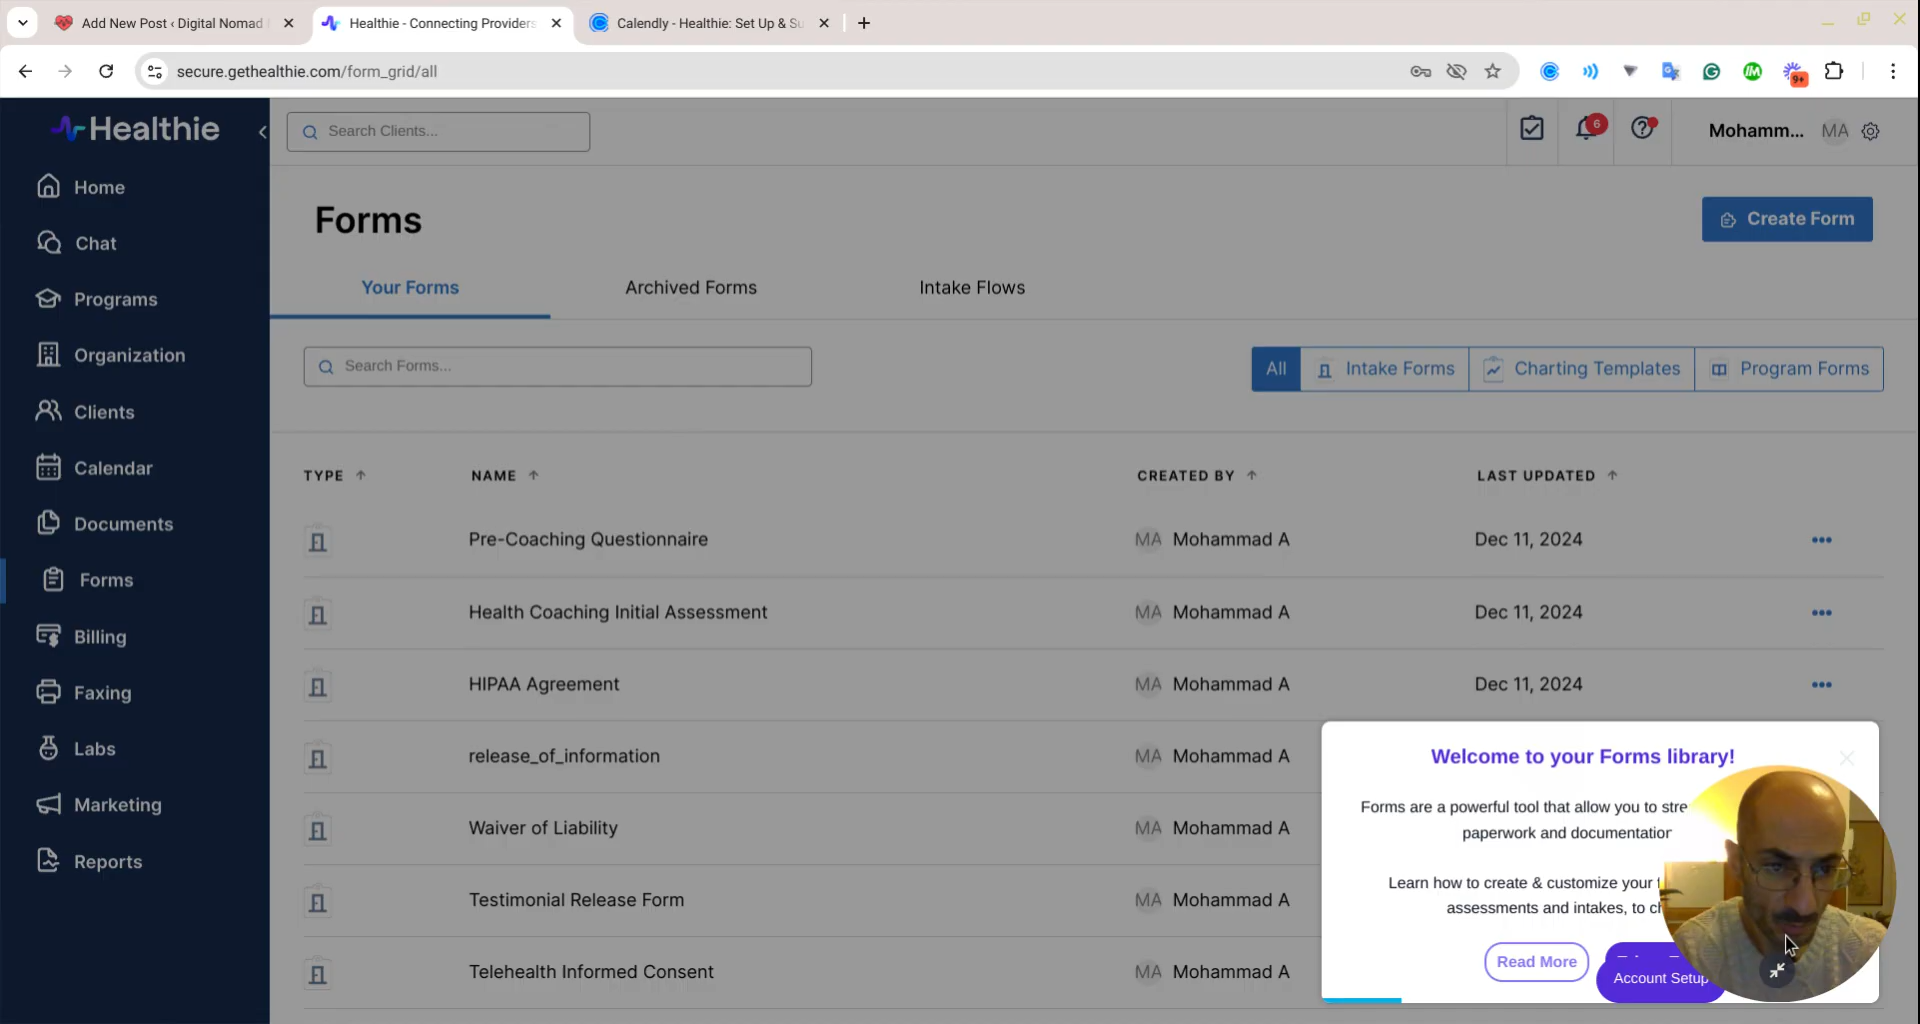 Add New Post ‹ Digital Nomad
Healthie - Connecting Providers
Calendly - Healthie: Set Up & Su
secure.gethealthie.com/form_grid/all
9+
Healthie
Search Clients...
6
Mohamm... MA
Home
Chat
Programs
Organization
Clients
Calendar
Documents
Forms
Billing
Faxing
Labs
Marketing
Reports
Forms
Create Form
Your Forms
Archived Forms
Intake Flows
Search Forms...
All
Intake Forms
Charting Templates
Program Forms
TYPE NAME CREATED BY LAST UPDATED
Pre-Coaching Questionnaire MA Mohammad A Dec 11, 2024
Health Coaching Initial Assessment MA Mohammad A Dec 11, 2024
HIPAA Agreement MA Mohammad A Dec 11, 2024
release_of_information MA Mohammad A
Waiver of Liability MA Mohammad A
Testimonial Release Form MA Mohammad A
Telehealth Informed Consent MA Mohammad A
Welcome to your Forms library!
Forms are a powerful tool that allow you to stre
paperwork and documentation
Learn how to create & customize your
assessments and intakes, to
Read More
Account Setup